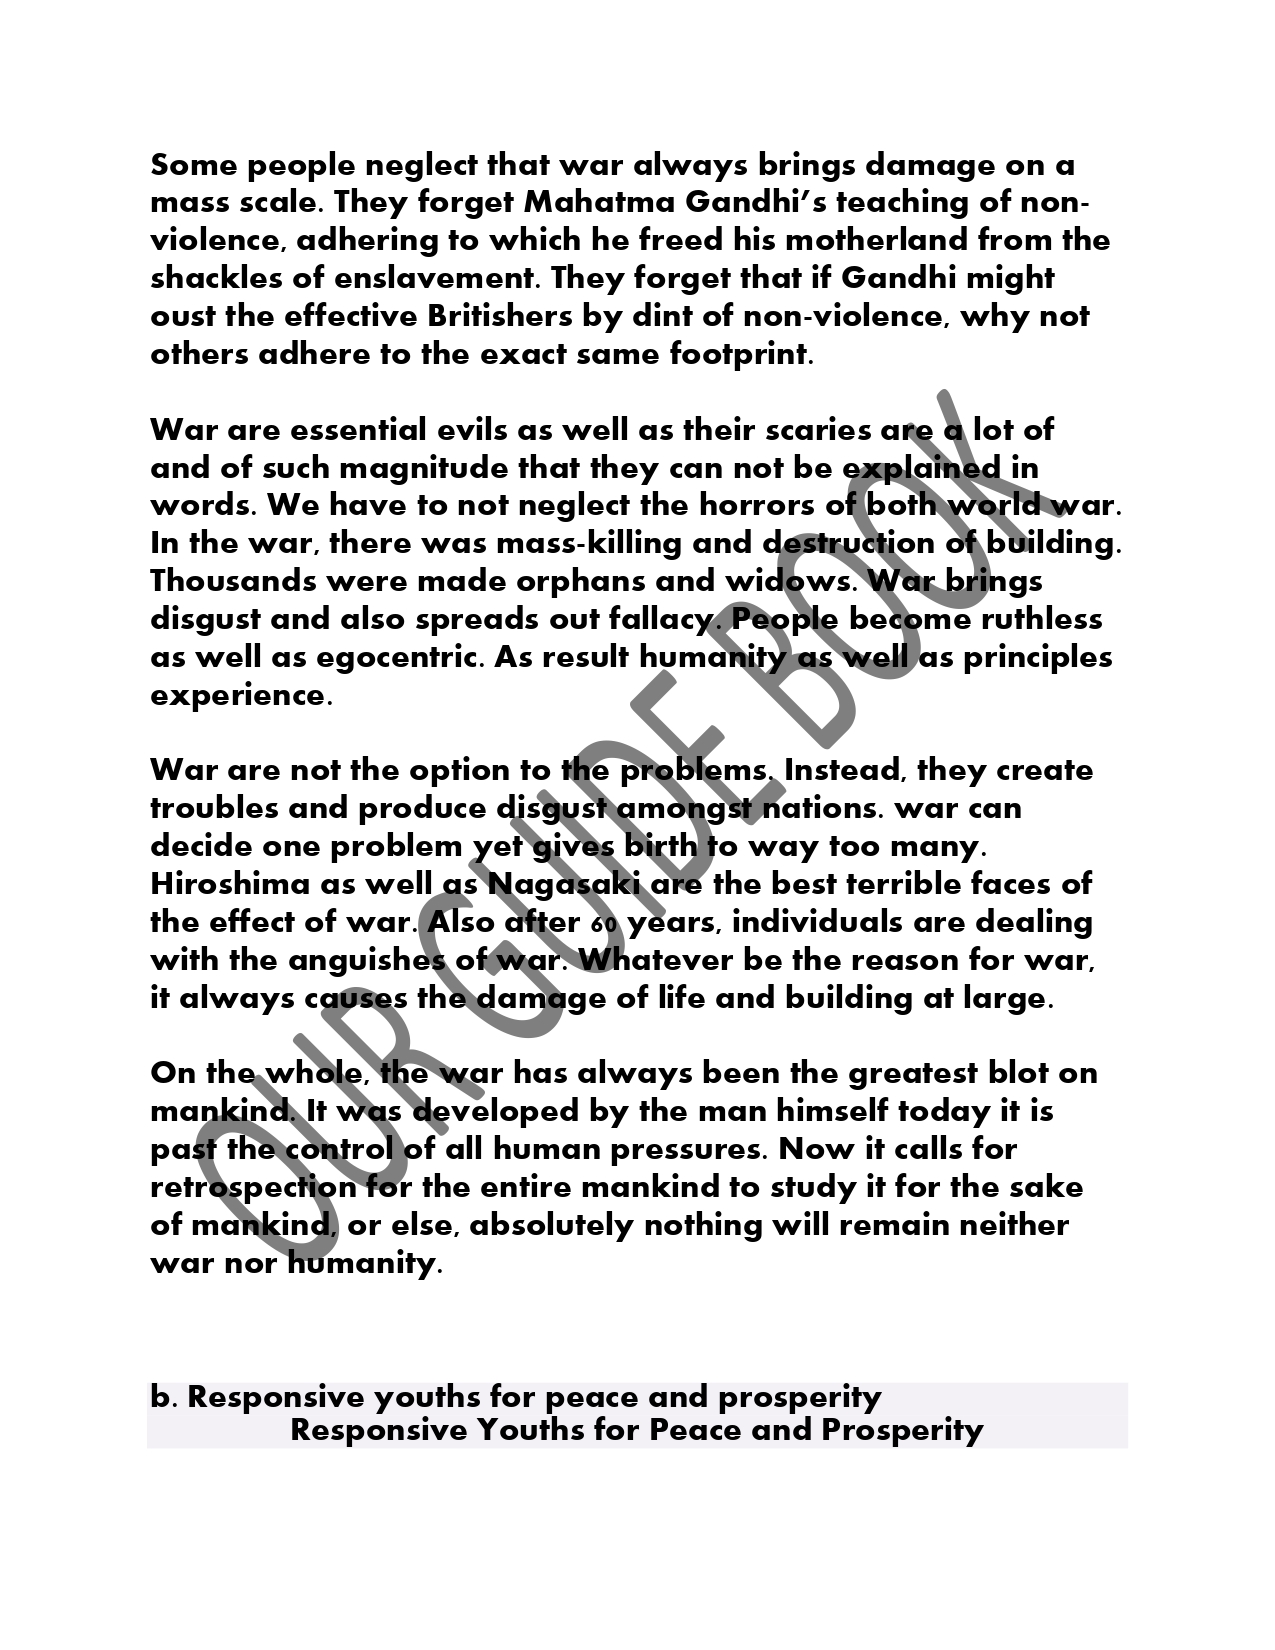 Some people neglect that war always brings damage on a
mass scale. They forget Mahatma Gandhi’s teaching of non-
violence, adhering to which he freed his motherland from the
shackles of enslavement. They forget that if Gandhi might
oust the effective Britishers by dint of non-violence, why not
others adhere to the exact same footprint.
War are essential evils as well as their scaries are a lot of
and of such magnitude that they can not be explained in
words. We have to not neglect the horrors of both world war.
In the war, there was mass-killing and destruction of building.
Thousands were made orphans and widows. War brings
disgust and also spreads out fallacy. People become ruthless
as well as egocentric. As result humanity as well as principles
experience.
War are not the option to the problems. Instead, they create
troubles and produce disgust amongst nations. war can
decide one problem yet gives birth to way too many.
Hiroshima as well as Nagasaki are the best terrible faces of
the effect of war. Also after 60 years, individuals are dealing
with the anguishes of war. Whatever be the reason for war,
it always causes the damage of life and building at large.
On the whole, the war has always been the greatest blot on
mankind. It was developed by the man himself today it is
past the control of all human pressures. Now it calls for
retrospection for the entire mankind to study it for the sake
of mankind, or else, absolutely nothing will remain neither
war nor humanity.
b. Responsive youths for peace and prosperity
Responsive Youths for Peace and Prosperity
OUR GUIDE BOOK